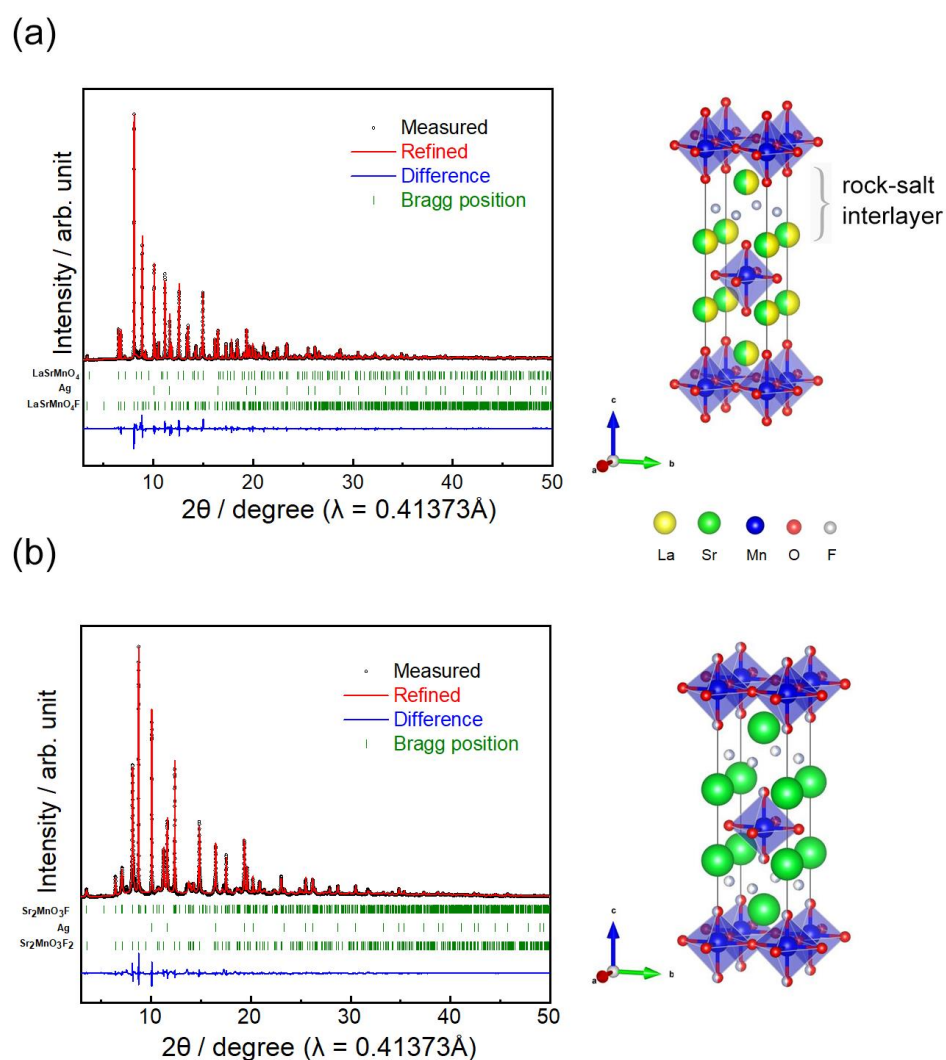 (a)
Intensity / arb. unit
Measured
Refined
Difference
Bragg position
LaSrMnO₄
Ag
LaSrMnO₄F
10 20 30 40 50
2θ / degree (λ = 0.41373Å)
rock-salt
interlayer
c
a
b
La Sr Mn O F
(b)
Intensity / arb. unit
Measured
Refined
Difference
Bragg position
Sr₂MnO₃F
Ag
Sr₂MnO₃F₂
10 20 30 40 50
2θ / degree (λ = 0.41373Å)
c
a
b